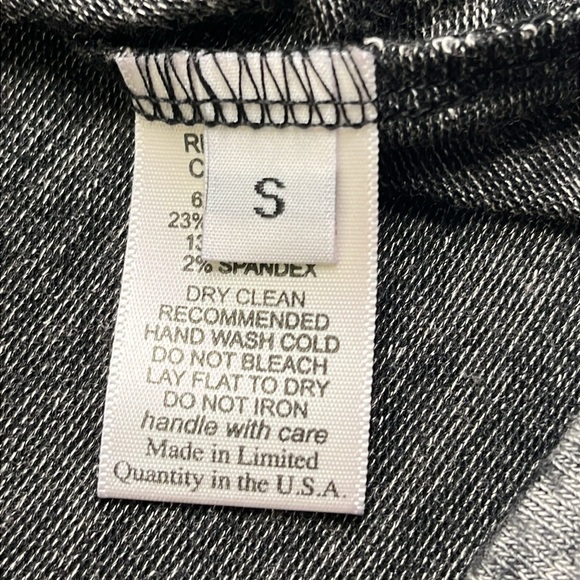 S
23%
2% SPANDEX
DRY CLEAN
RECOMMENDED
HAND WASH COLD
DO NOT BLEACH
LAY FLAT TO DRY
DO NOT IRON
handle with care
Made in Limited
Quantity in the U.S.A.